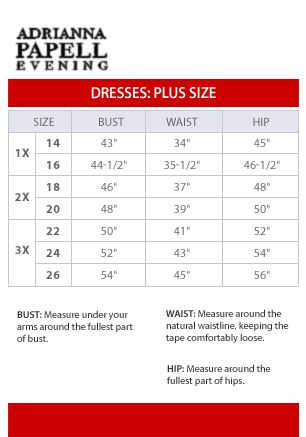 ADRIANNA
PAPELL
EVENING
DRESSES: PLUS SIZE
SIZE BUST WAIST HIP
1X 14 43" 34" 45"
16 44-1/2" 35-1/2" 46-1/2"
2X 18 46" 37" 48"
20 48" 39" 50"
3X 22 50" 41" 52"
24 52" 43" 54"
26 54" 45" 56"
BUST: Measure under your
arms around the fullest part
of bust.
WAIST: Measure around the
natural waistline, keeping the
tape comfortably loose.
HIP: Measure around the
fullest part of hips.